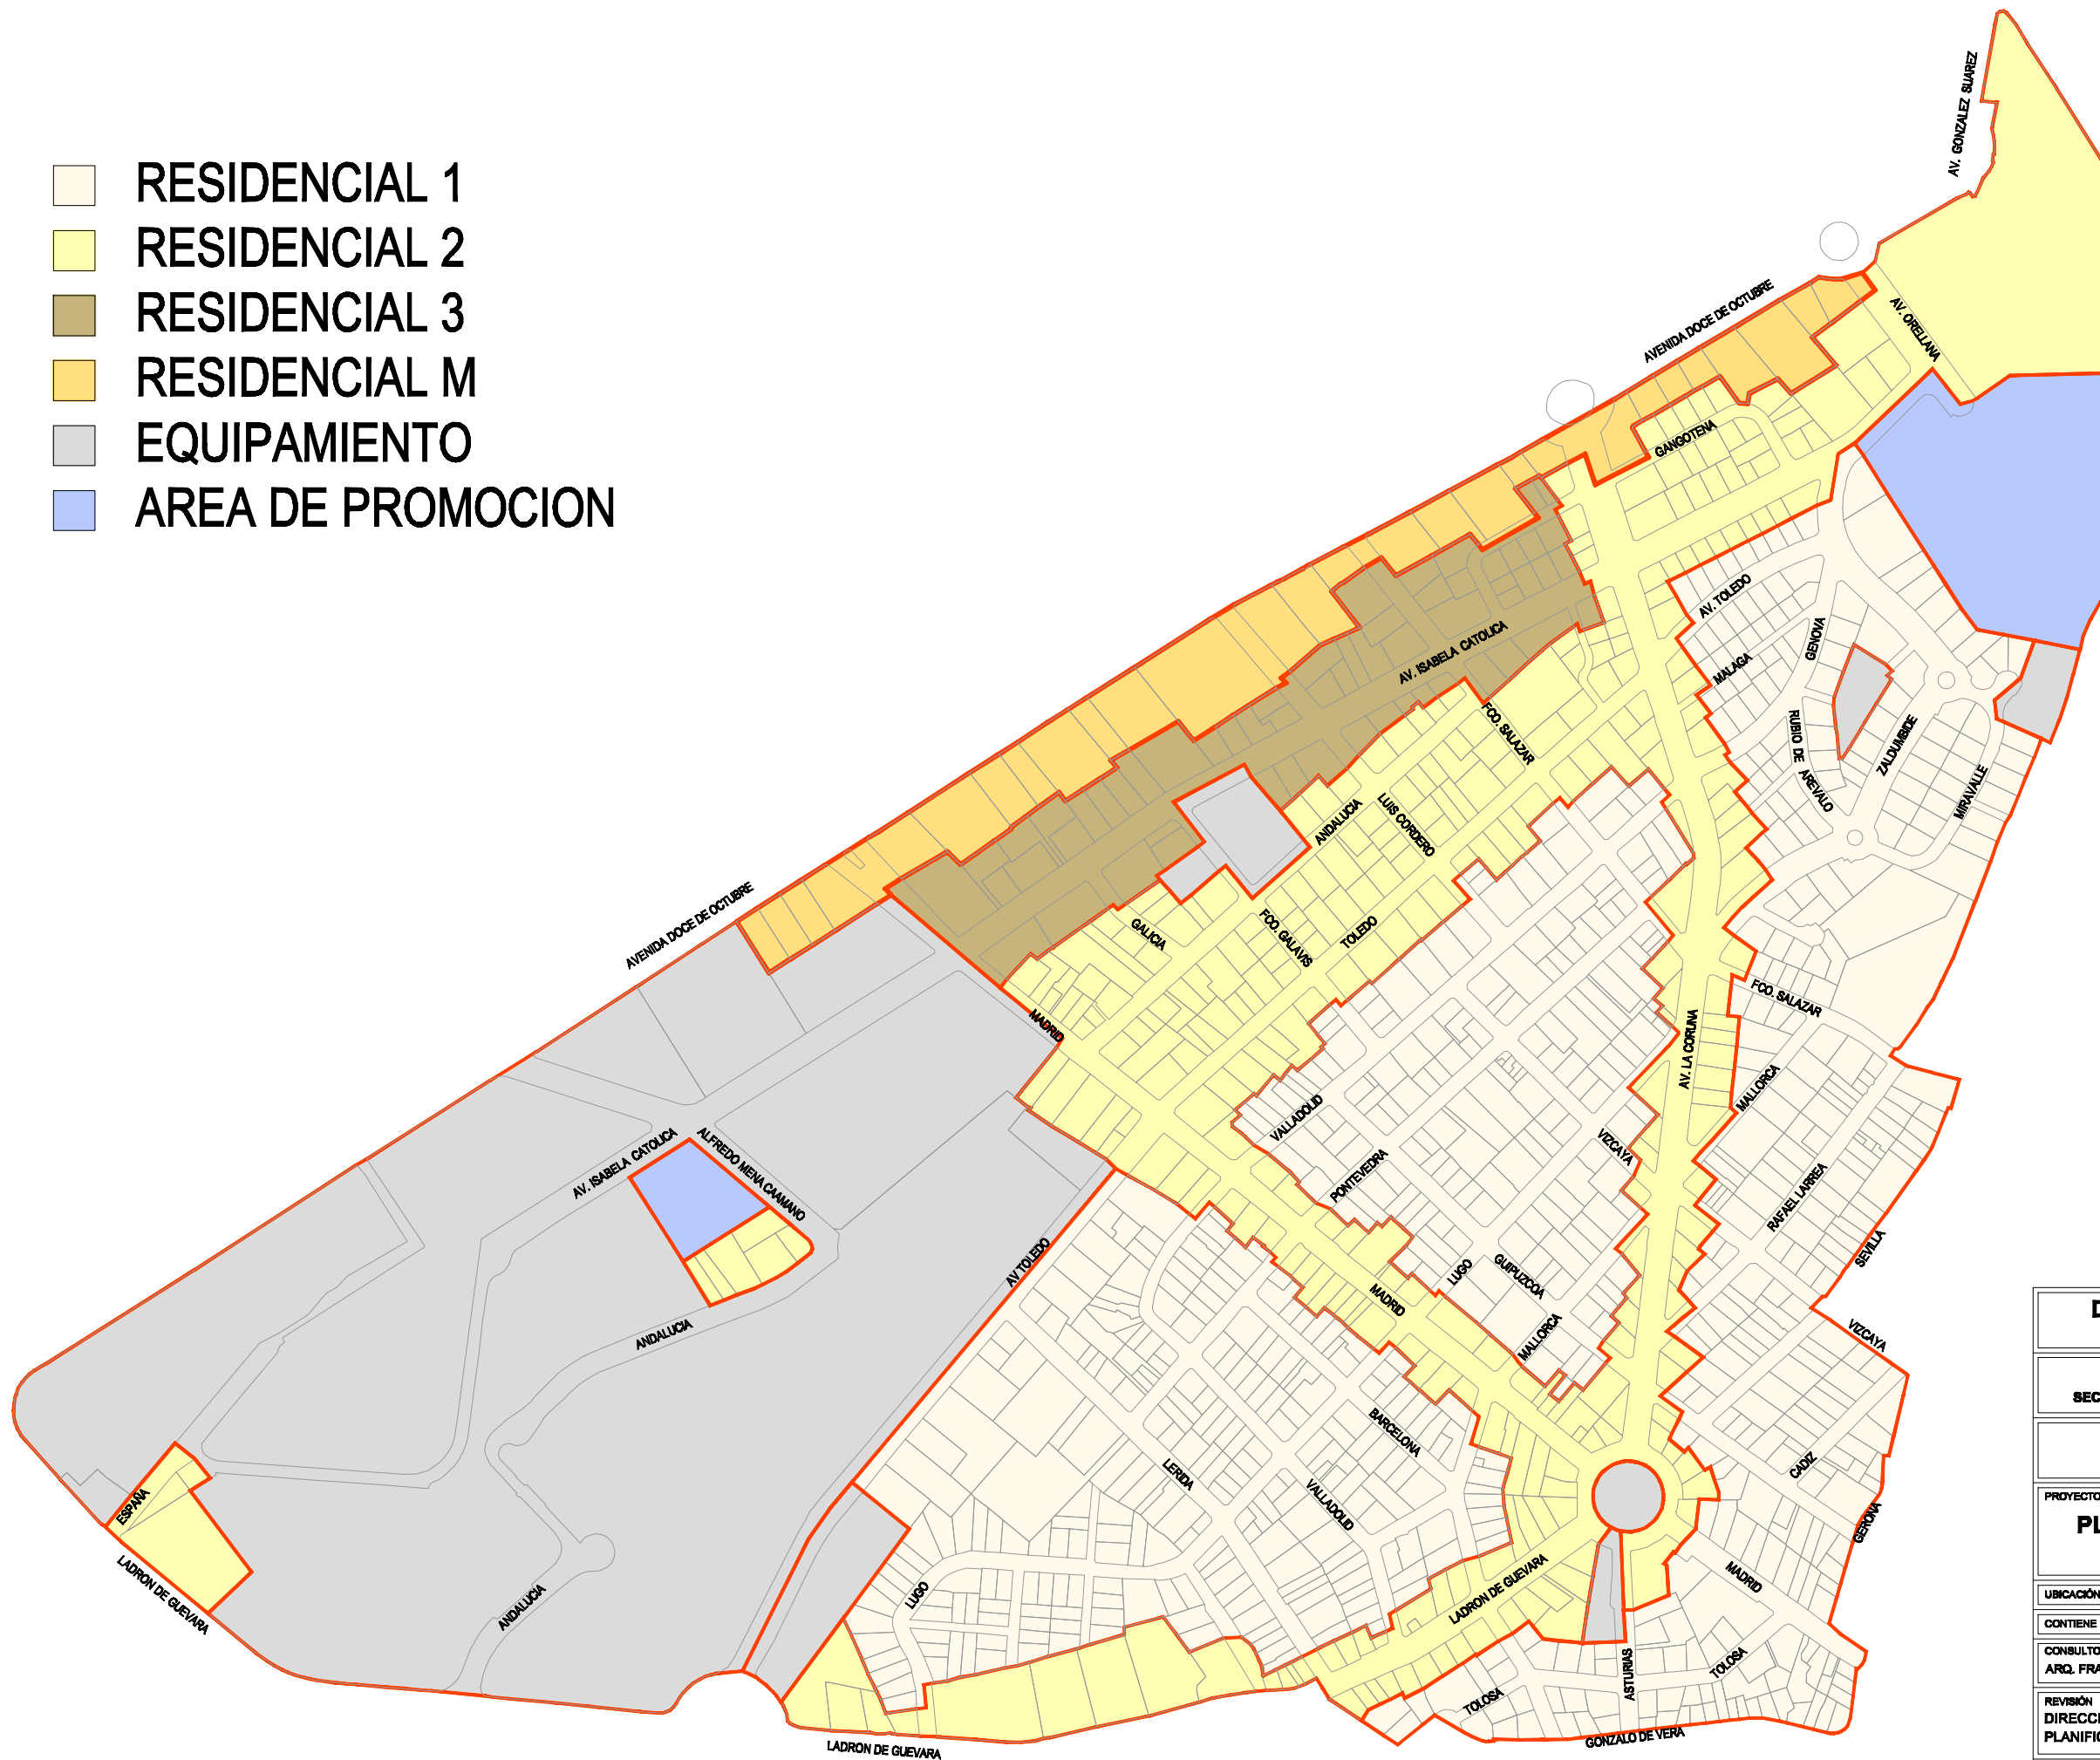 RESIDENCIAL 1
RESIDENCIAL 2
RESIDENCIAL 3
RESIDENCIAL M
EQUIPAMIENTO
AREA DE PROMOCION
AV. GONZALEZ SUAREZ
AVENIDA DOCE DE OCTUBRE
AV. ORELLANA
GANGOTENA
AV. TOLEDO
GENOVA
MALAGA
AV. ISABELA CATOLICA
RUBIO DE AREVALO
ZALDUMBIDE
MIRAVALLE
FCO. SALAZAR
LUIS CORDERO
ANDALUCIA
AVENIDA DOCE DE OCTUBRE
GALICIA
FCO. GALAVIS
TOLEDO
MADRID
FCO. SALAZAR
AV. LA CORUNA
MALLORCA
VALLADOLID
VIZCAYA
PONTEVEDRA
RAFAEL LARREA
SEVILLA
AV. ISABELA CATOLICA
ALFREDO MENA CAAMANO
AV TOLEDO
LUGO
GUIPUZCOA
MADRID
MALLORCA
VIZCAYA
ANDALUCIA
BARCELONA
LERIDA
VALLADOLID
CADIZ
GERONA
ESPAÑA
LADRON DE GUEVARA
ANDALUCIA
LUGO
LADRON DE GUEVARA
MADRID
TOLOSA
ASTURIAS
TOLOSA
GONZALO DE VERA
LADRON DE GUEVARA
SEC
PROYECTO
PL
UBICACIÓN
CONTIENE
CONSULTO
ARQ. FRA
REVISIÓN
DIRECCI
PLANIFI